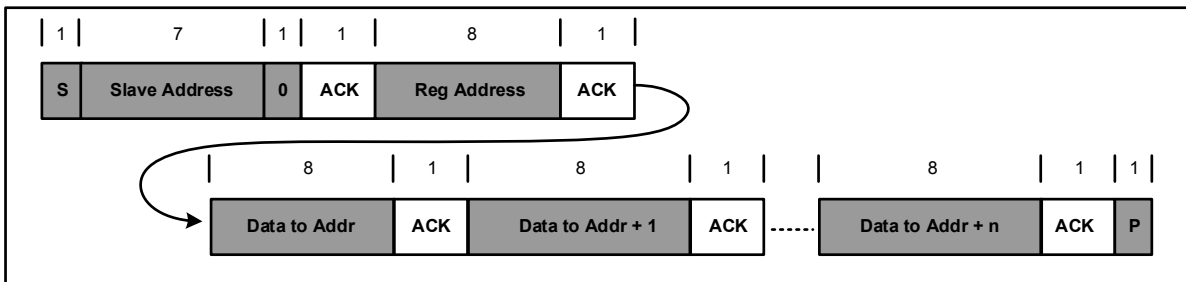 1 7 1 1 8 1
S Slave Address 0 ACK Reg Address ACK
8 1 8 1 8 1 1
Data to Addr ACK Data to Addr + 1 ACK Data to Addr + n ACK P